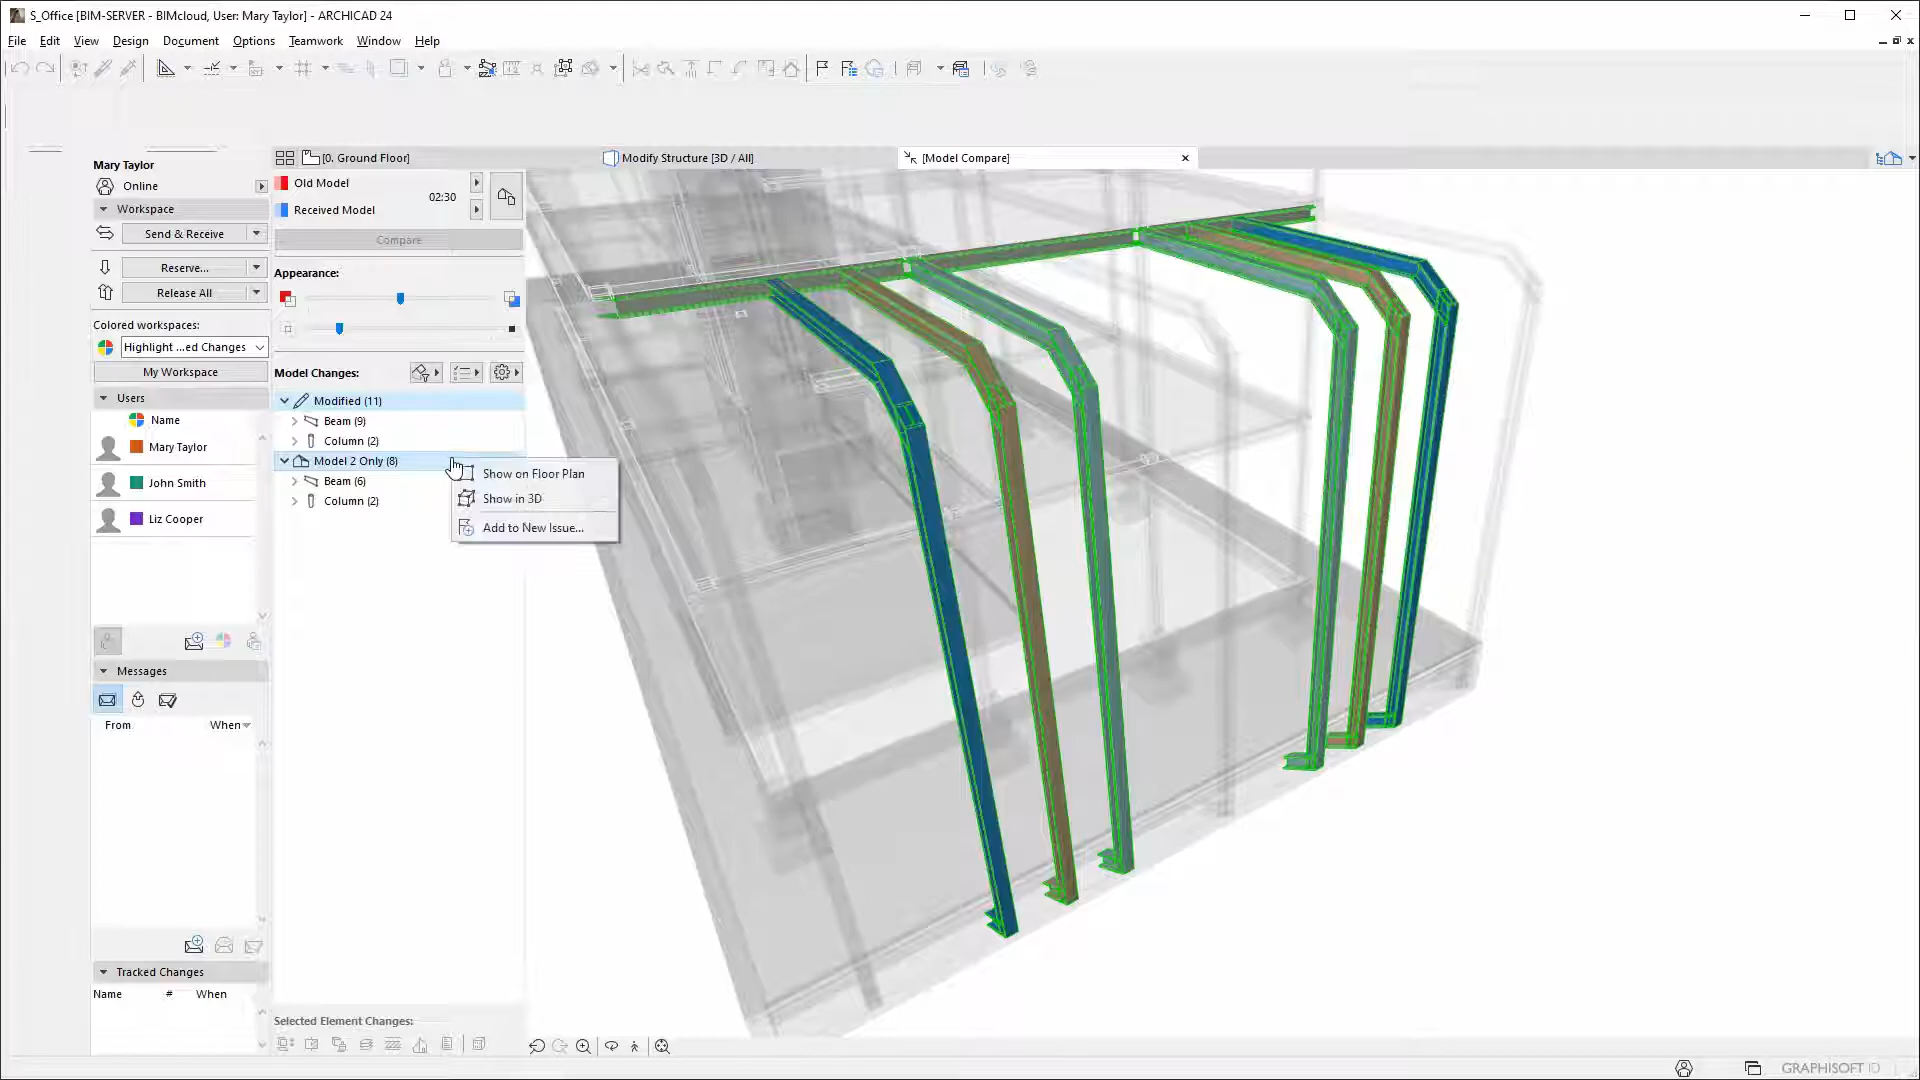 S_Office [BIM-SERVER - BIMcloud, User: Mary Taylor] - ARCHICAD 24
File Edit View Design Document Options Teamwork Window Help
[0. Ground Floor] Modify Structure [3D / All] [Model Compare]
Mary Taylor
Online
Workspace
Send & Receive
Reserve...
Release All
Colored workspaces:
Highlight ...ed Changes
My Workspace
Users
Name
Mary Taylor
John Smith
Liz Cooper
Messages
From When
Tracked Changes
Name # When
Old Model
02:30
Received Model
Compare
Appearance:
Model Changes:
Modified (11)
Beam (9)
Column (2)
Model 2 Only (8)
Beam (6)
Column (2)
Show on Floor Plan
Show in 3D
Add to New Issue...
Selected Element Changes:
GRAPHISOFT ID